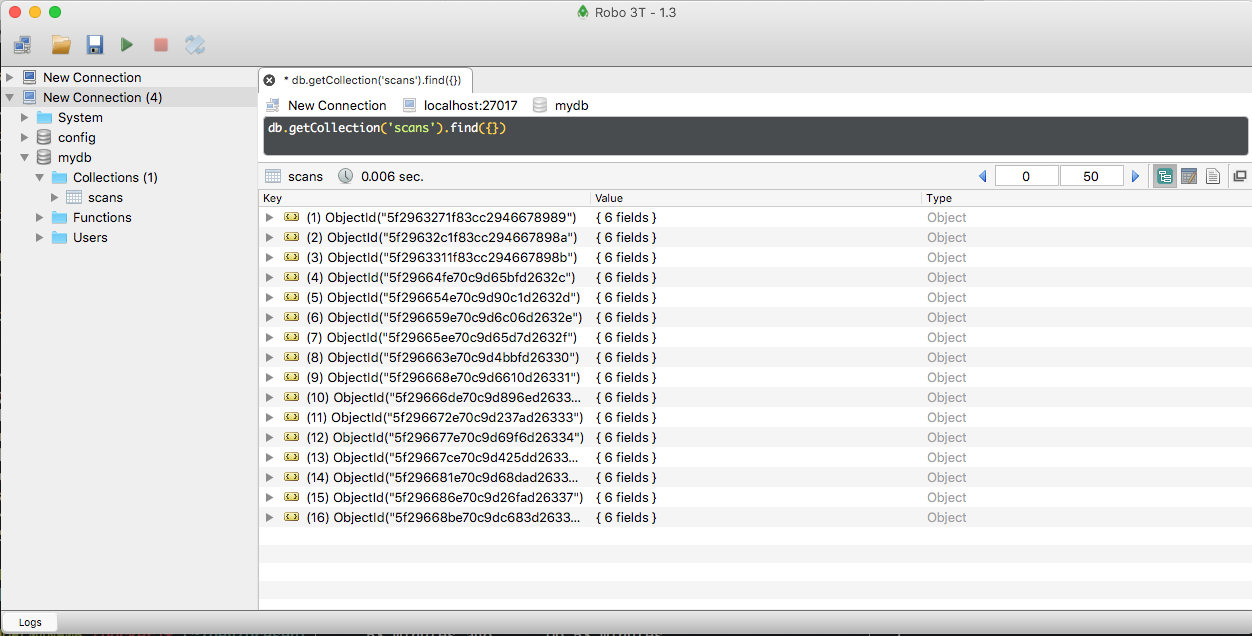 Robo 3T - 1.3
New Connection
New Connection (4)
System
config
mydb
Collections (1)
scans
Functions
Users
* db.getCollection('scans').find({})
New Connection localhost:27017 mydb
db.getCollection('scans').find({})
scans 0.006 sec. 0 50
Key Value Type
(1) ObjectId("5f2963271f83cc2946678989") { 6 fields } Object
(2) ObjectId("5f29632c1f83cc294667898a") { 6 fields } Object
(3) ObjectId("5f2963311f83cc294667898b") { 6 fields } Object
(4) ObjectId("5f29664fe70c9d65bfd2632c") { 6 fields } Object
(5) ObjectId("5f296654e70c9d90c1d2632d") { 6 fields } Object
(6) ObjectId("5f296659e70c9d6c06d2632e") { 6 fields } Object
(7) ObjectId("5f29665ee70c9d65d7d2632f") { 6 fields } Object
(8) ObjectId("5f296663e70c9d4bbfd26330") { 6 fields } Object
(9) ObjectId("5f296668e70c9d6610d26331") { 6 fields } Object
(10) ObjectId("5f29666de70c9d896ed2633... { 6 fields } Object
(11) ObjectId("5f296672e70c9d237ad26333") { 6 fields } Object
(12) ObjectId("5f296677e70c9d69f6d26334") { 6 fields } Object
(13) ObjectId("5f29667ce70c9d425dd2633... { 6 fields } Object
(14) ObjectId("5f296681e70c9d68dad2633... { 6 fields } Object
(15) ObjectId("5f296686e70c9d26fad26337") { 6 fields } Object
(16) ObjectId("5f29668be70c9dc683d2633... { 6 fields } Object
Logs